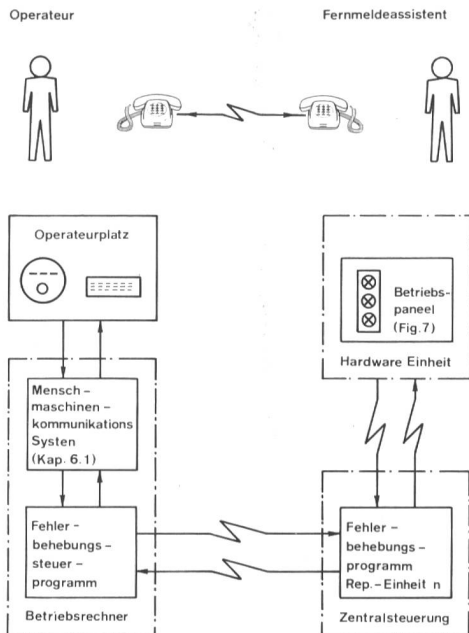 Operateur
Fernmeldeassistent
Operateurplatz
Betriebs-
paneel
(Fig.7)
Hardware Einheit
Mensch-
maschinen-
kommunikations
Systen
(Kap. 6.1)
Fehler-
behebungs-
steuer-
programm
Betriebsrechner
Fehler-
behebungs-
programm
Rep.-Einheit n
Zentralsteuerung